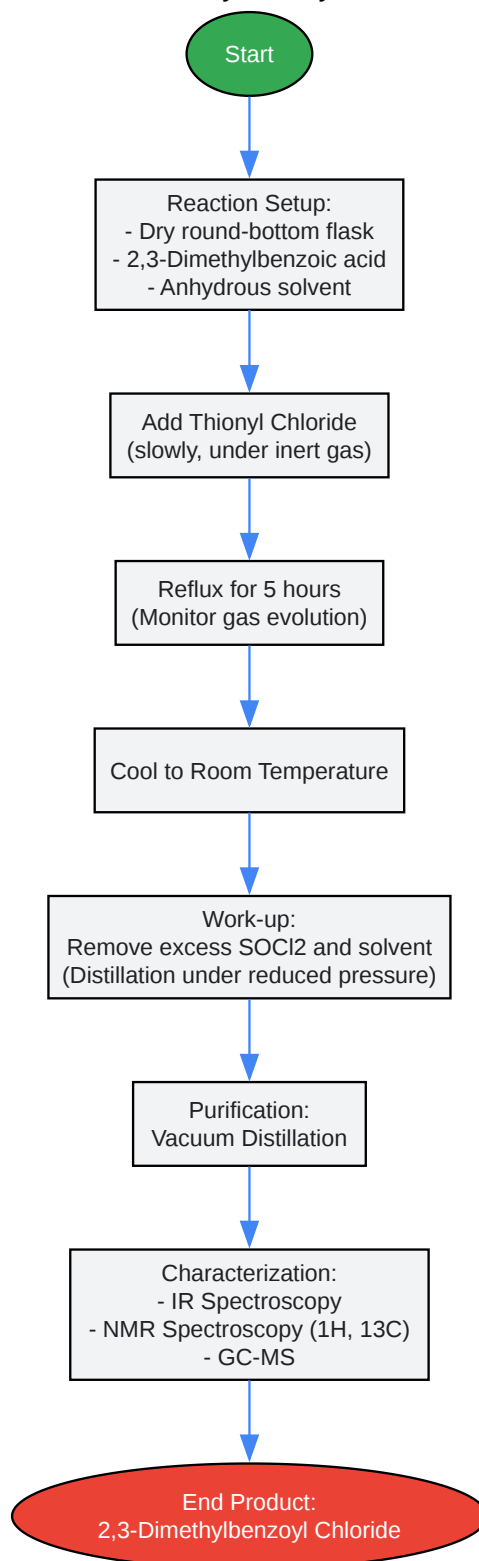 Start
Reaction Setup:
- Dry round-bottom flask
- 2,3-Dimethylbenzoic acid
- Anhydrous solvent
Add Thionyl Chloride
(slowly, under inert gas)
Reflux for 5 hours
(Monitor gas evolution)
Cool to Room Temperature
Work-up:
Remove excess SOCl2 and solvent
(Distillation under reduced pressure)
Purification:
Vacuum Distillation
Characterization:
- IR Spectroscopy
- NMR Spectroscopy (1H, 13C)
- GC-MS
End Product:
2,3-Dimethylbenzoyl Chloride